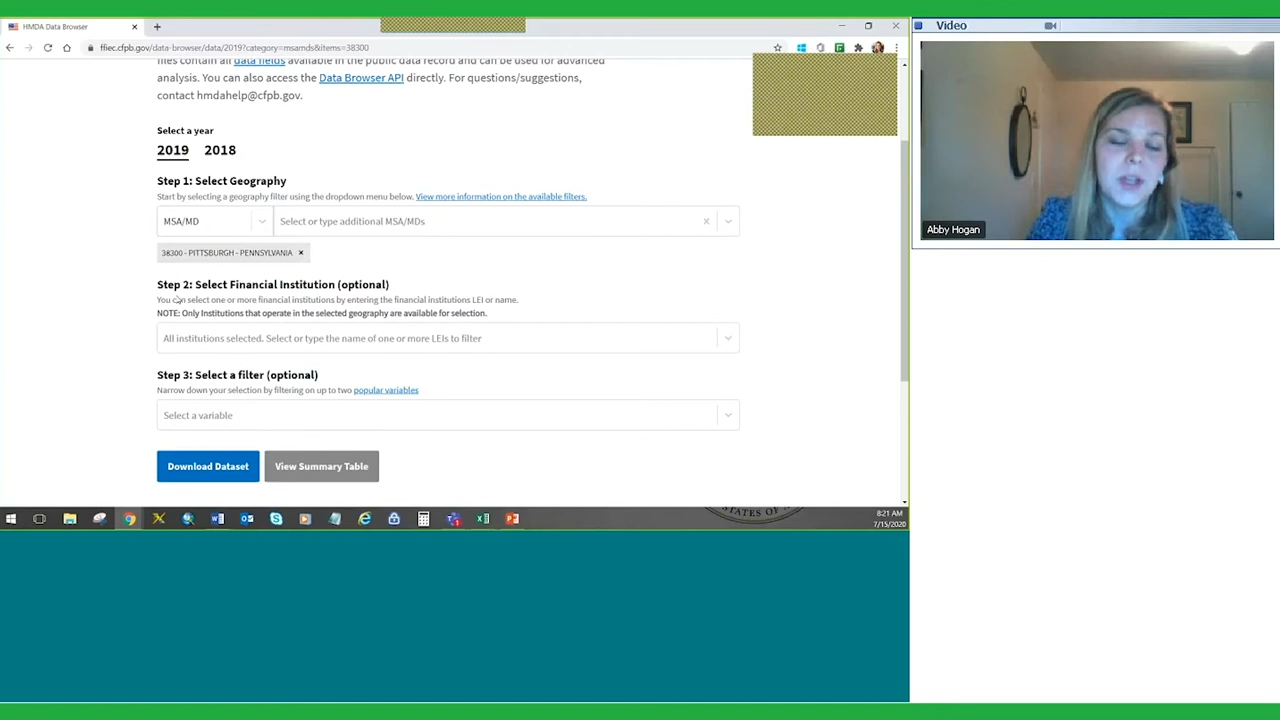 HMDA Data Browser
Video
ffiec.cfpb.gov/data-browser/data/2019?category=msamds&items=38300
files contain all data fields available in the public data record and can be used for advanced
analysis. You can also access the Data Browser API directly. For questions/suggestions,
contact hmdahelp@cfpb.gov.
Select a year
2019 2018
Step 1: Select Geography
Start by selecting a geography filter using the dropdown menu below. View more information on the available filters.
MSA/MD Select or type additional MSA/MDs
Abby Hogan
38300 - PITTSBURGH - PENNSYLVANIA
Step 2: Select Financial Institution (optional)
You can select one or more financial institutions by entering the financial institutions LEI or name.
NOTE: Only Institutions that operate in the selected geography are available for selection.
All institutions selected. Select or type the name of one or more LEIs to filter
Step 3: Select a filter (optional)
Narrow down your selection by filtering on up to two popular variables
Select a variable
Download Dataset View Summary Table
8:21 AM
7/15/2020